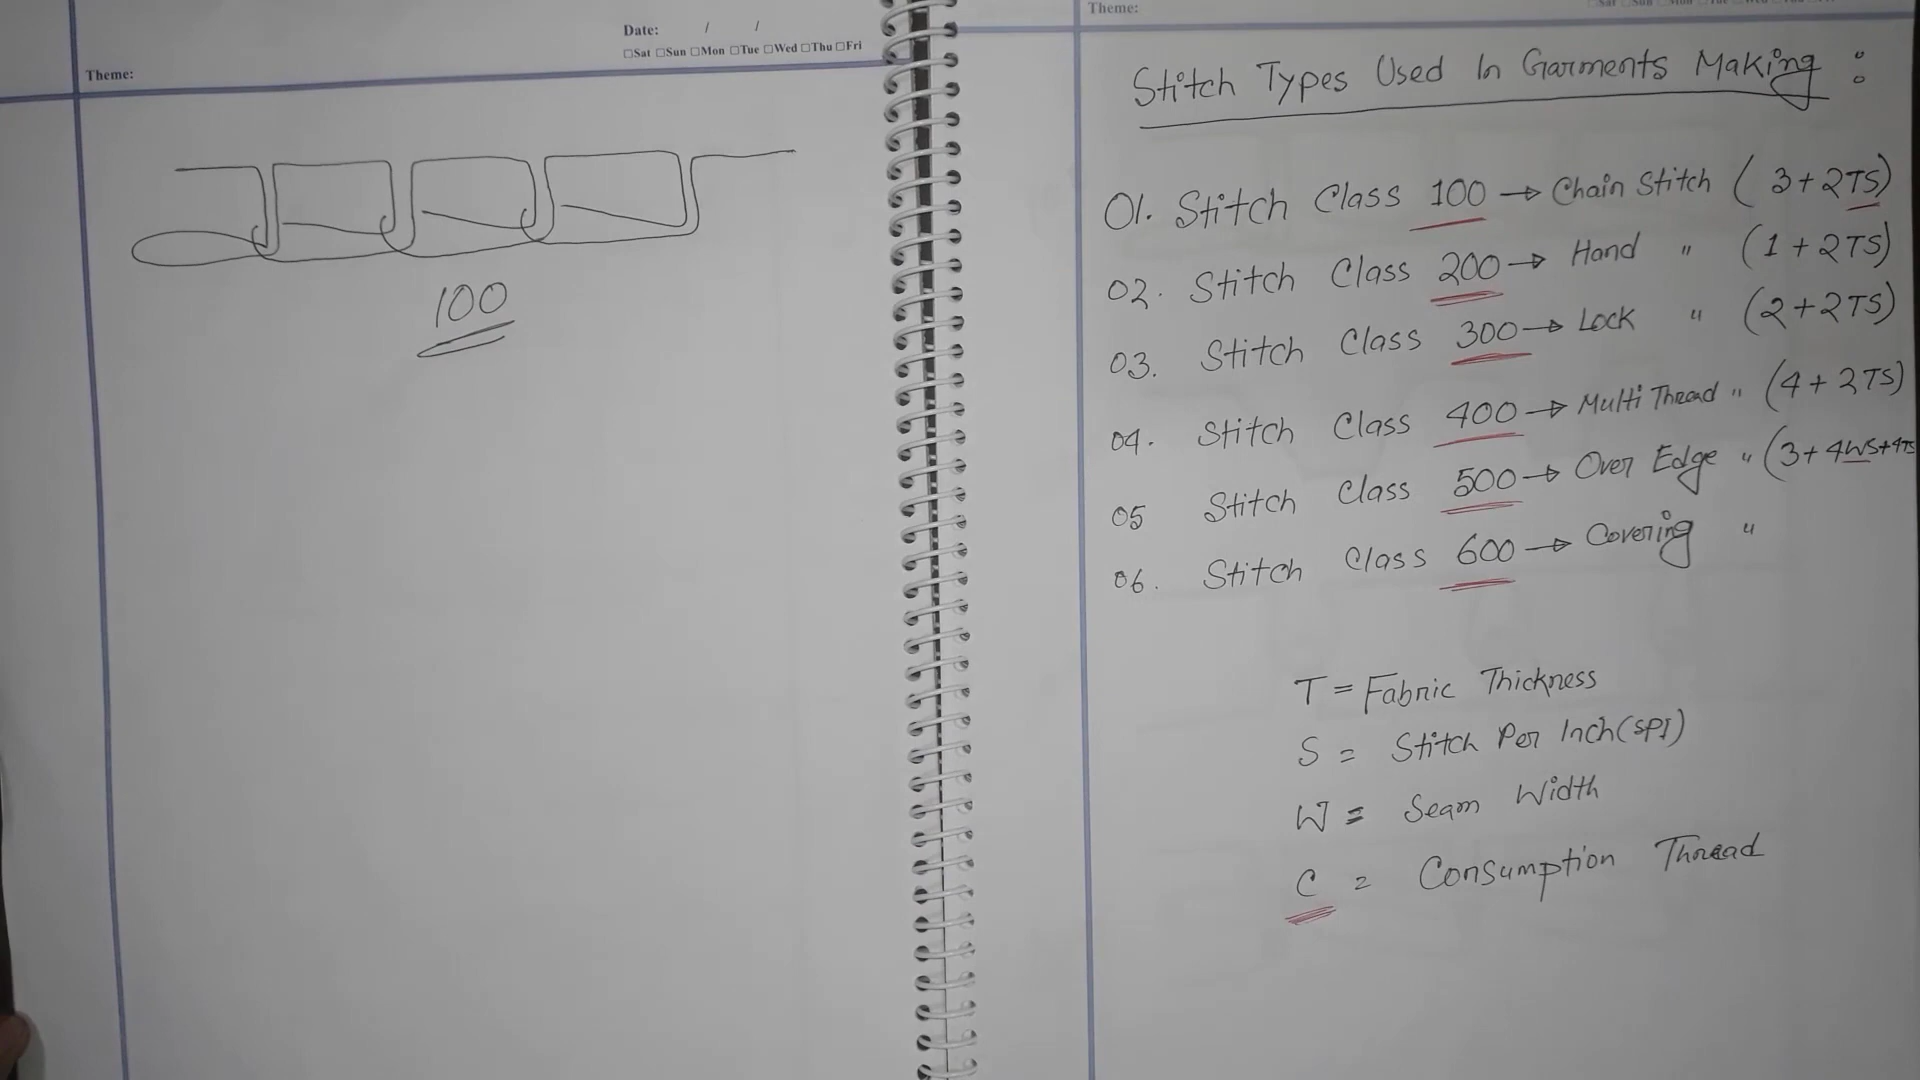 Date: / /
□Sat □Sun □Mon □Tue □Wed □Thu □Fri
Theme:
100
Theme:
Stitch Types Used In Garments Making :
01. Stitch Class 100 → Chain Stitch (3+2TS)
02. Stitch Class 200 → Hand " (1+2TS)
03. Stitch Class 300 → Lock " (2+2TS)
04. Stitch Class 400 → Multi Thread " (4+2TS)
05 Stitch Class 500 → Over Edge " (3+4WS+4TS
06. Stitch Class 600 → Covering "
T = Fabric Thickness
S = Stitch Per Inch(SPI)
W = Seam Width
C = Consumption Thread